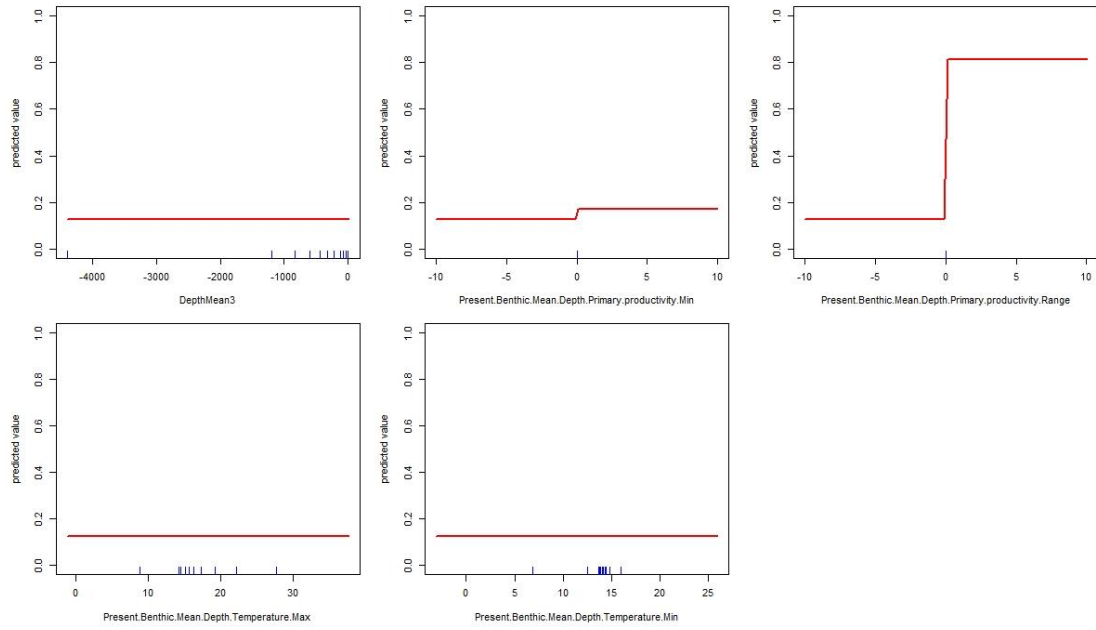 1.0
0.8
0.6
0.4
0.2
0.0
predicted value
-4000 -3000 -2000 -1000 0
DepthMean3
1.0
0.8
0.6
0.4
0.2
0.0
predicted value
-10 -5 0 5 10
Present.Benthic.Mean.Depth.Primary.productivity.Min
1.0
0.8
0.6
0.4
0.2
0.0
predicted value
-10 -5 0 5 10
Present.Benthic.Mean.Depth.Primary.productivity.Range
1.0
0.8
0.6
0.4
0.2
0.0
predicted value
0 10 20 30
Present.Benthic.Mean.Depth.Temperature.Max
1.0
0.8
0.6
0.4
0.2
0.0
predicted value
0 5 10 15 20 25
Present.Benthic.Mean.Depth.Temperature.Min